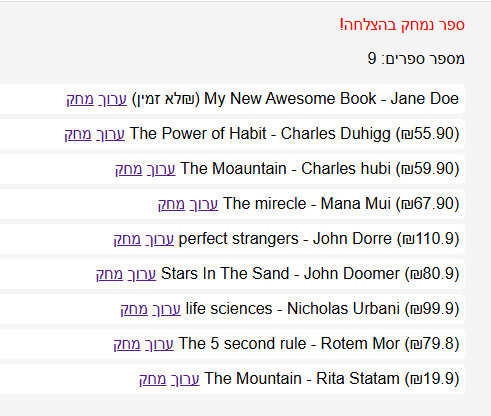 ספר נמחק בהצלחה!
מספר ספרים: 9
My New Awesome Book - Jane Doe (₪לא זמין) ערוך מחק
The Power of Habit - Charles Duhigg (₪55.90) ערוך מחק
The Moauntain - Charles hubi (₪59.90) ערוך מחק
The mirecle - Mana Mui (₪67.90) ערוך מחק
perfect strangers - John Dorre (₪110.9) ערוך מחק
Stars In The Sand - John Doomer (₪80.9) ערוך מחק
life sciences - Nicholas Urbani (₪99.9) ערוך מחק
The 5 second rule - Rotem Mor (₪79.8) ערוך מחק
The Mountain - Rita Statam (₪19.9) ערוך מחק